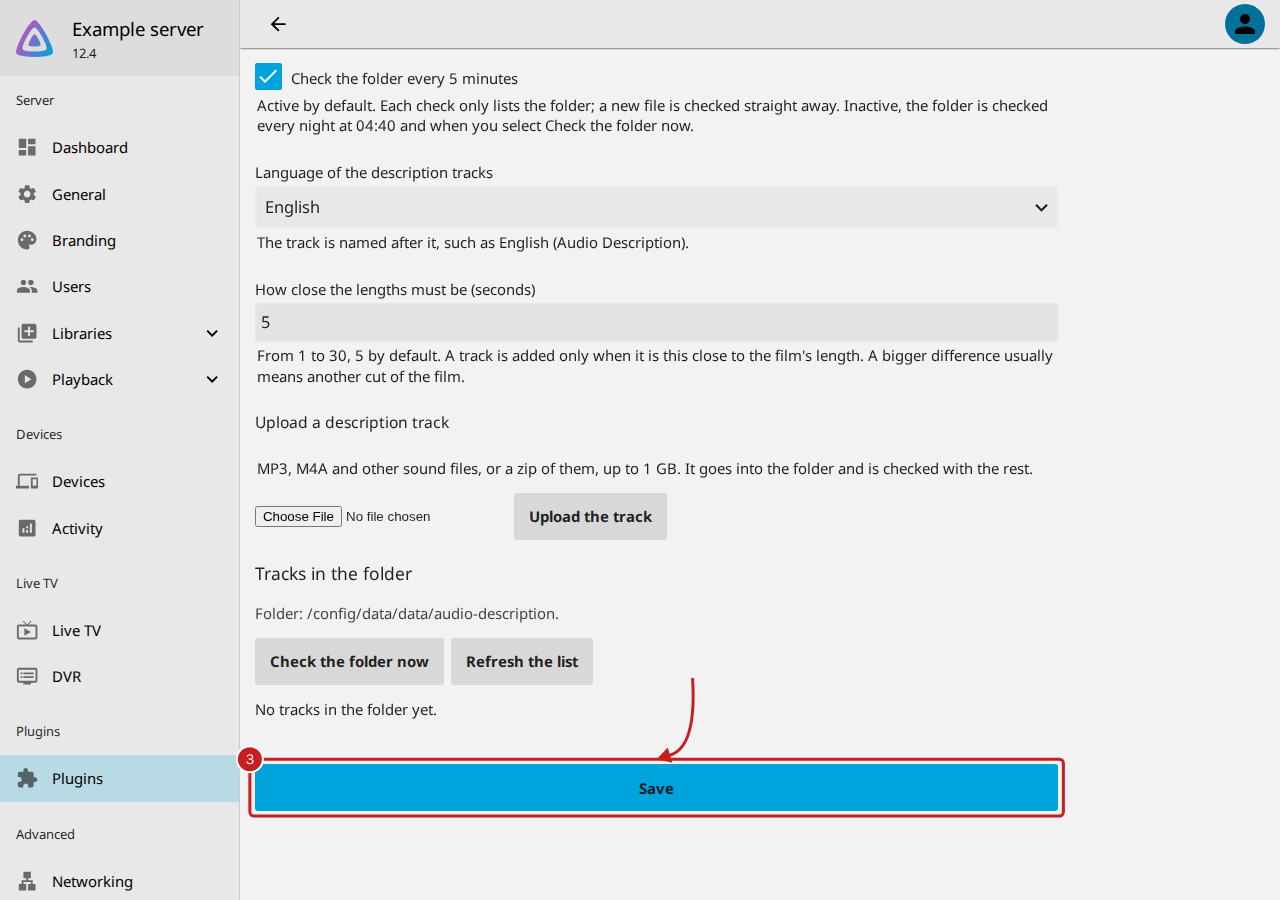 Example server
12.4
Server
Dashboard
General
Branding
Users
Libraries
Playback
Devices
Devices
Activity
Live TV
Live TV
DVR
Plugins
Plugins
Advanced
Networking
Check the folder every 5 minutes
Active by default. Each check only lists the folder; a new file is checked straight away. Inactive, the folder is checked
every night at 04:40 and when you select Check the folder now.
Language of the description tracks
English
The track is named after it, such as English (Audio Description).
How close the lengths must be (seconds)
5
From 1 to 30, 5 by default. A track is added only when it is this close to the film's length. A bigger difference usually
means another cut of the film.
Upload a description track
MP3, M4A and other sound files, or a zip of them, up to 1 GB. It goes into the folder and is checked with the rest.
Choose File No file chosen
Upload the track
Tracks in the folder
Folder: /config/data/data/audio-description.
Check the folder now
Refresh the list
No tracks in the folder yet.
3
Save